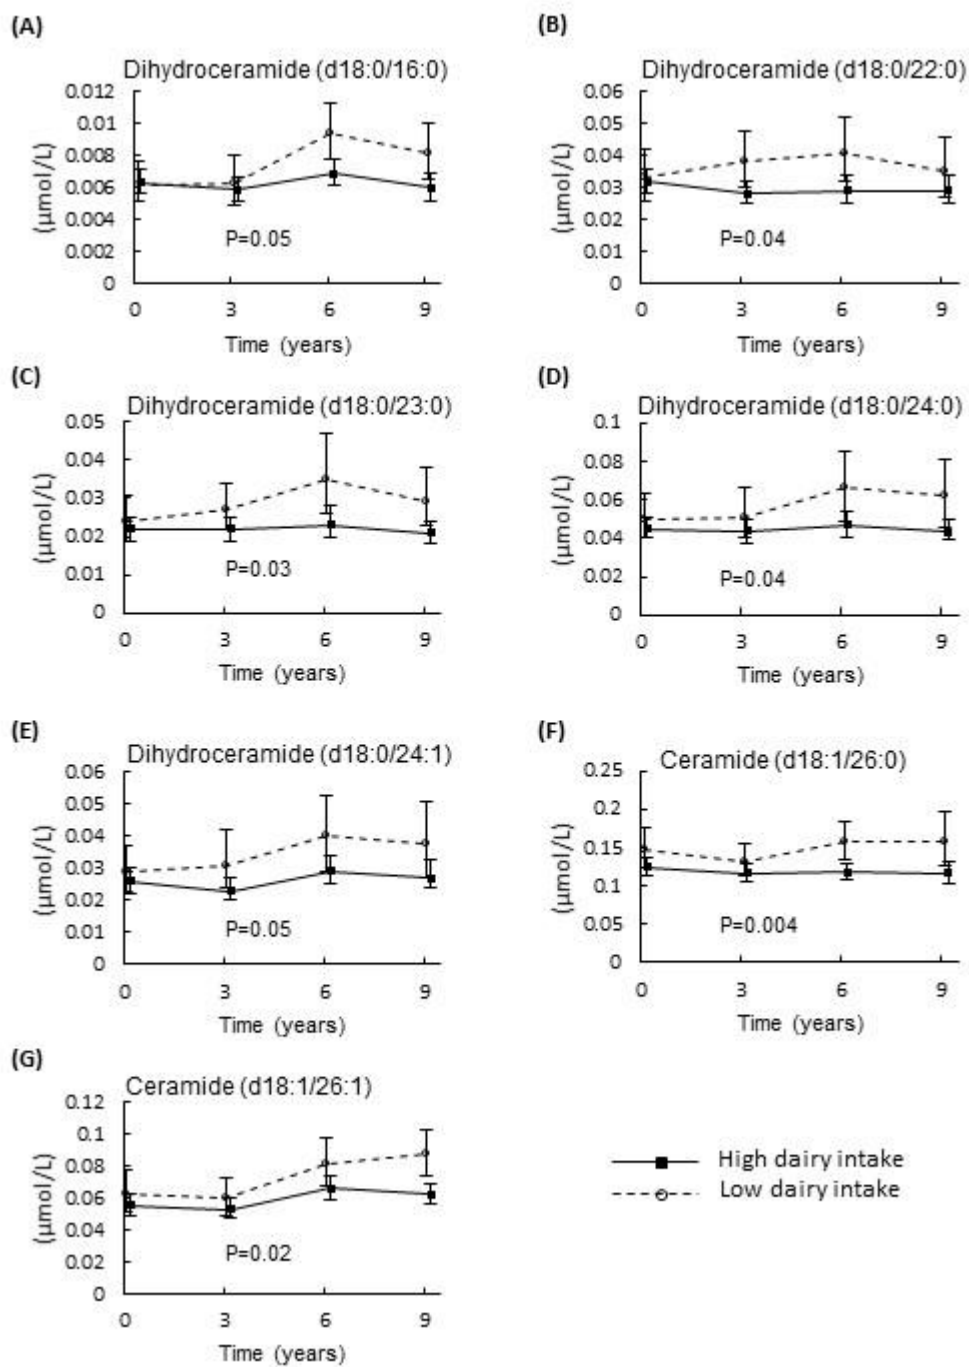 (A)
Dihydroceramide (d18:0/16:0)
0.012
0.01
0.008
0.006
0.004
0.002
0
(µmol/L)
P=0.05
0 3 6 9
Time (years)
(B)
Dihydroceramide (d18:0/22:0)
0.06
0.05
0.04
0.03
0.02
0.01
0
(µmol/L)
P=0.04
0 3 6 9
Time (years)
(C)
Dihydroceramide (d18:0/23:0)
0.05
0.04
0.03
0.02
0.01
0
(µmol/L)
P=0.03
0 3 6 9
Time (years)
(D)
Dihydroceramide (d18:0/24:0)
0.1
0.08
0.06
0.04
0.02
0
(µmol/L)
P=0.04
0 3 6 9
Time (years)
(E)
Dihydroceramide (d18:0/24:1)
0.06
0.05
0.04
0.03
0.02
0.01
0
(µmol/L)
P=0.05
0 3 6 9
Time (years)
(F)
Ceramide (d18:1/26:0)
0.25
0.2
0.15
0.1
0.05
0
(µmol/L)
P=0.004
0 3 6 9
Time (years)
(G)
Ceramide (d18:1/26:1)
0.12
0.1
0.08
0.06
0.04
0.02
0
(µmol/L)
P=0.02
0 3 6 9
Time (years)
High dairy intake
Low dairy intake